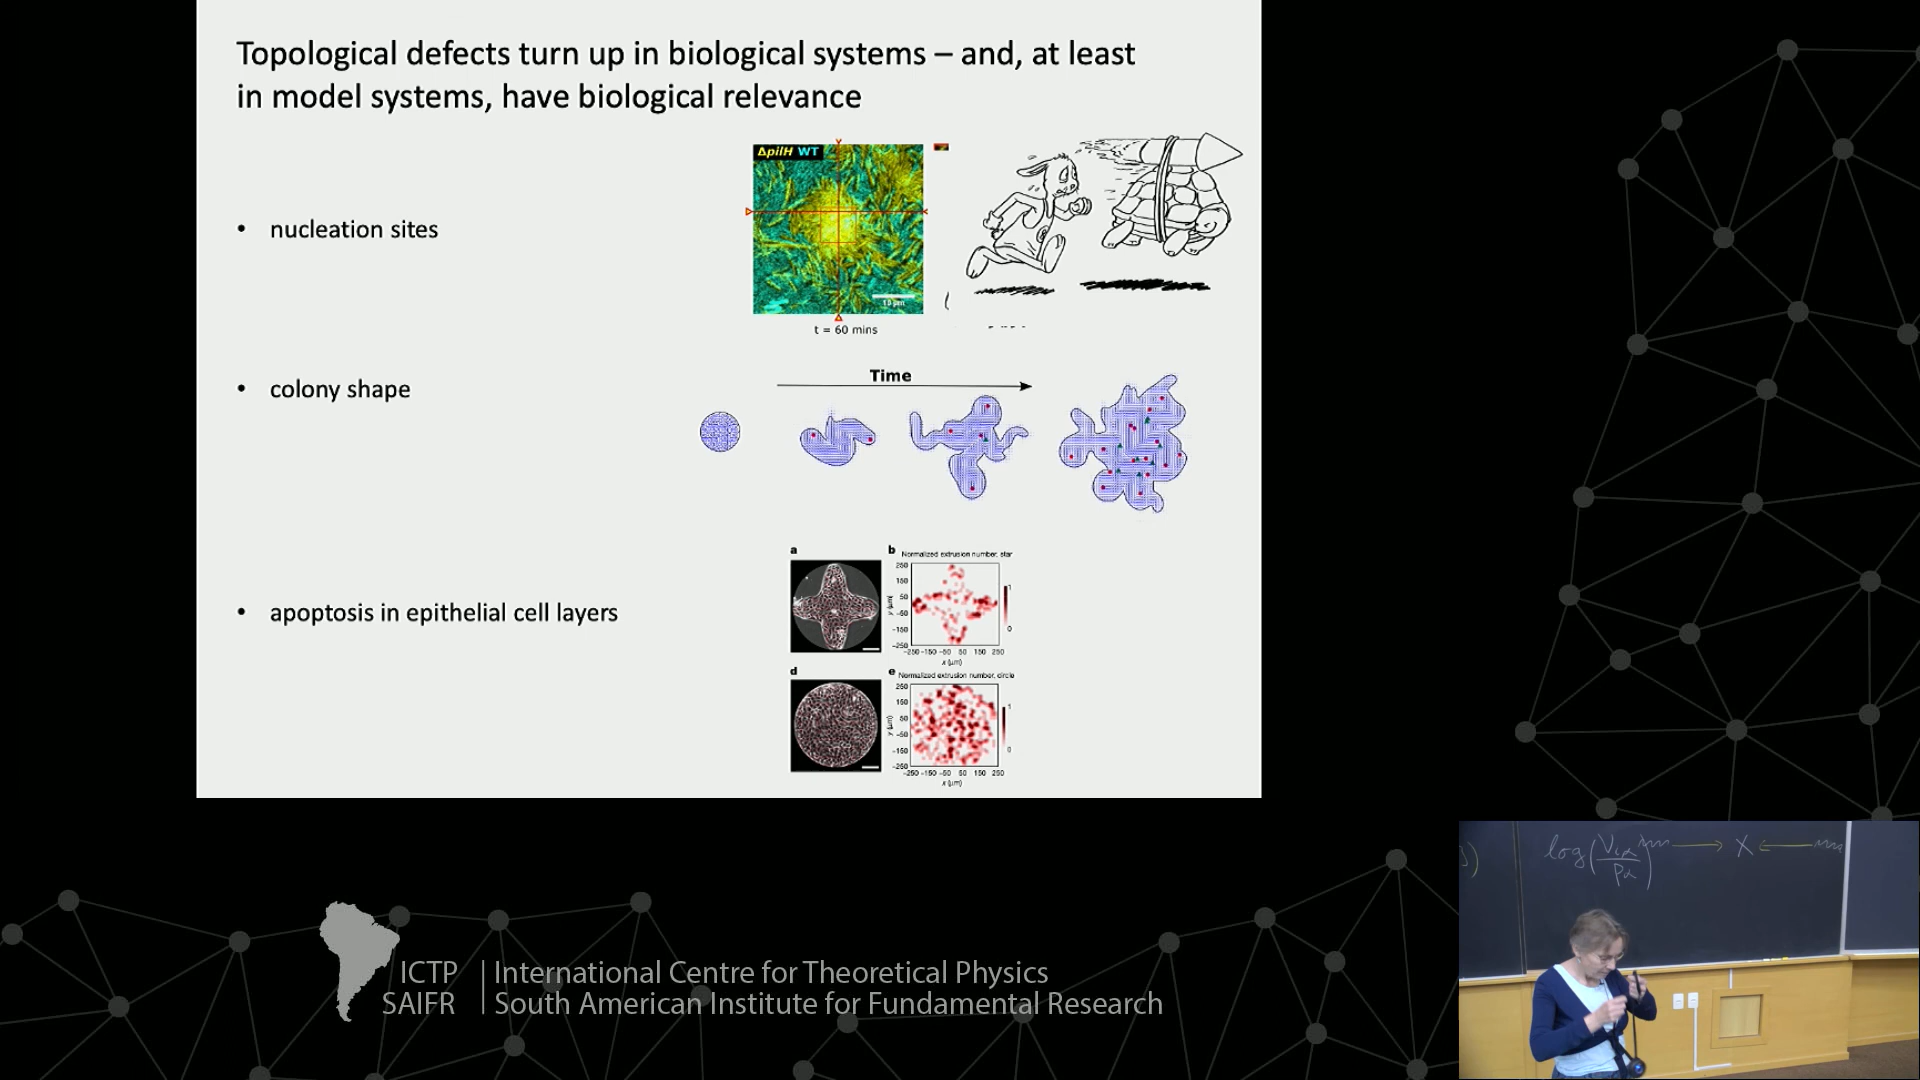 Topological defects turn up in biological systems – and, at least
in model systems, have biological relevance
• nucleation sites
ΔpilH WT
10 μm
t = 60 mins
• colony shape
Time
• apoptosis in epithelial cell layers
a
b Normalized extrusion number, star
250
150
50
-50
-150
-250
y (μm)
-250 -150 -50 50 150 250
x (μm)
1
0
d
e Normalized extrusion number, circle
250
150
50
-50
-150
-250
y (μm)
-250 -150 -50 50 150 250
x (μm)
1
0
ICTP | International Centre for Theoretical Physics
SAIFR | South American Institute for Fundamental Research
log(
X